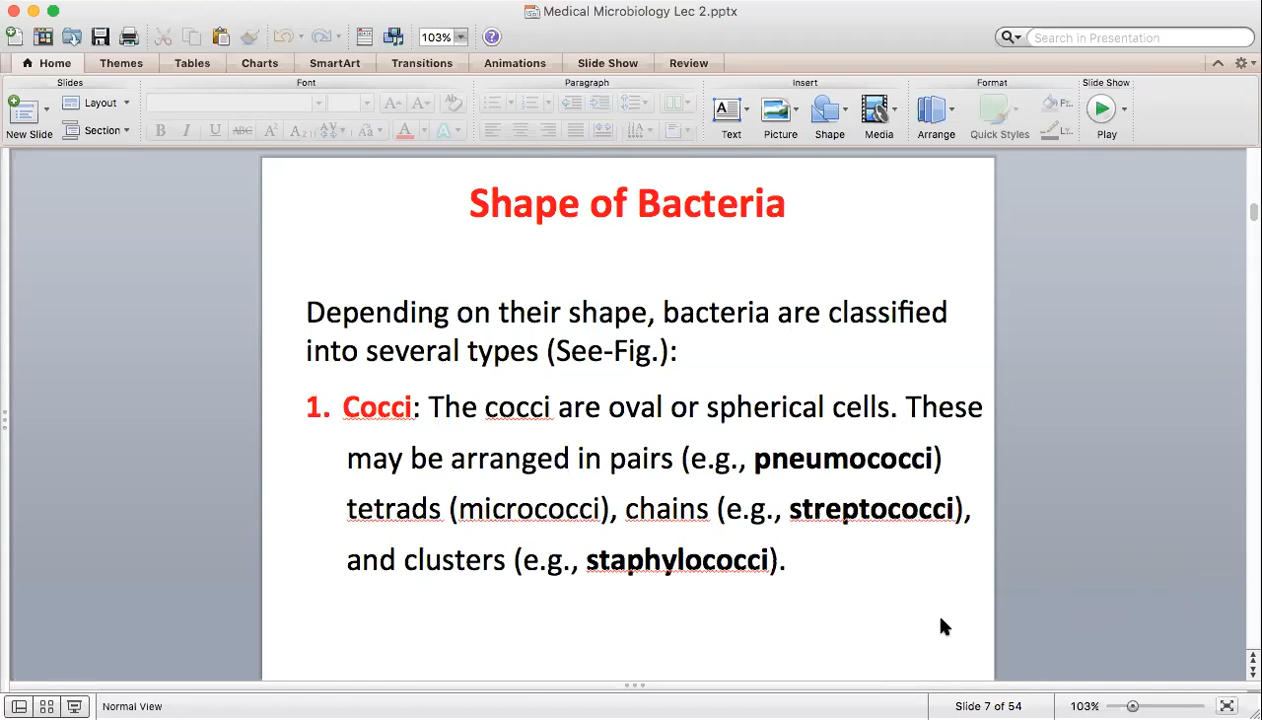 Medical Microbiology Lec 2.pptx
103%
Search in Presentation
Home Themes Tables Charts SmartArt Transitions Animations Slide Show Review
Slides Font Paragraph Insert Format Slide Show
New Slide Layout Section
B I U ABC
Text Picture Shape Media Arrange Quick Styles Play
Shape of Bacteria
Depending on their shape, bacteria are classified
into several types (See-Fig.):
1. Cocci: The cocci are oval or spherical cells. These
may be arranged in pairs (e.g., pneumococci)
tetrads (micrococci), chains (e.g., streptococci),
and clusters (e.g., staphylococci).
Normal View Slide 7 of 54 103%